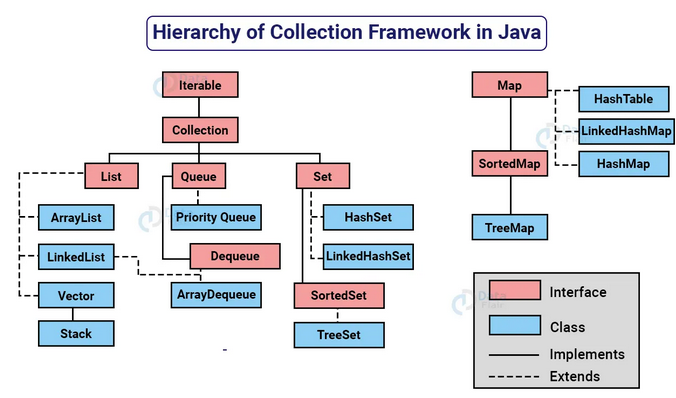 Hierarchy of Collection Framework in Java
Iterable
Collection
List
Queue
Set
ArrayList
Priority Queue
HashSet
LinkedList
Dequeue
LinkedHashSet
Vector
ArrayDequeue
SortedSet
Stack
TreeSet
Map
HashTable
LinkedHashMap
SortedMap
HashMap
TreeMap
Interface
Class
Implements
Extends